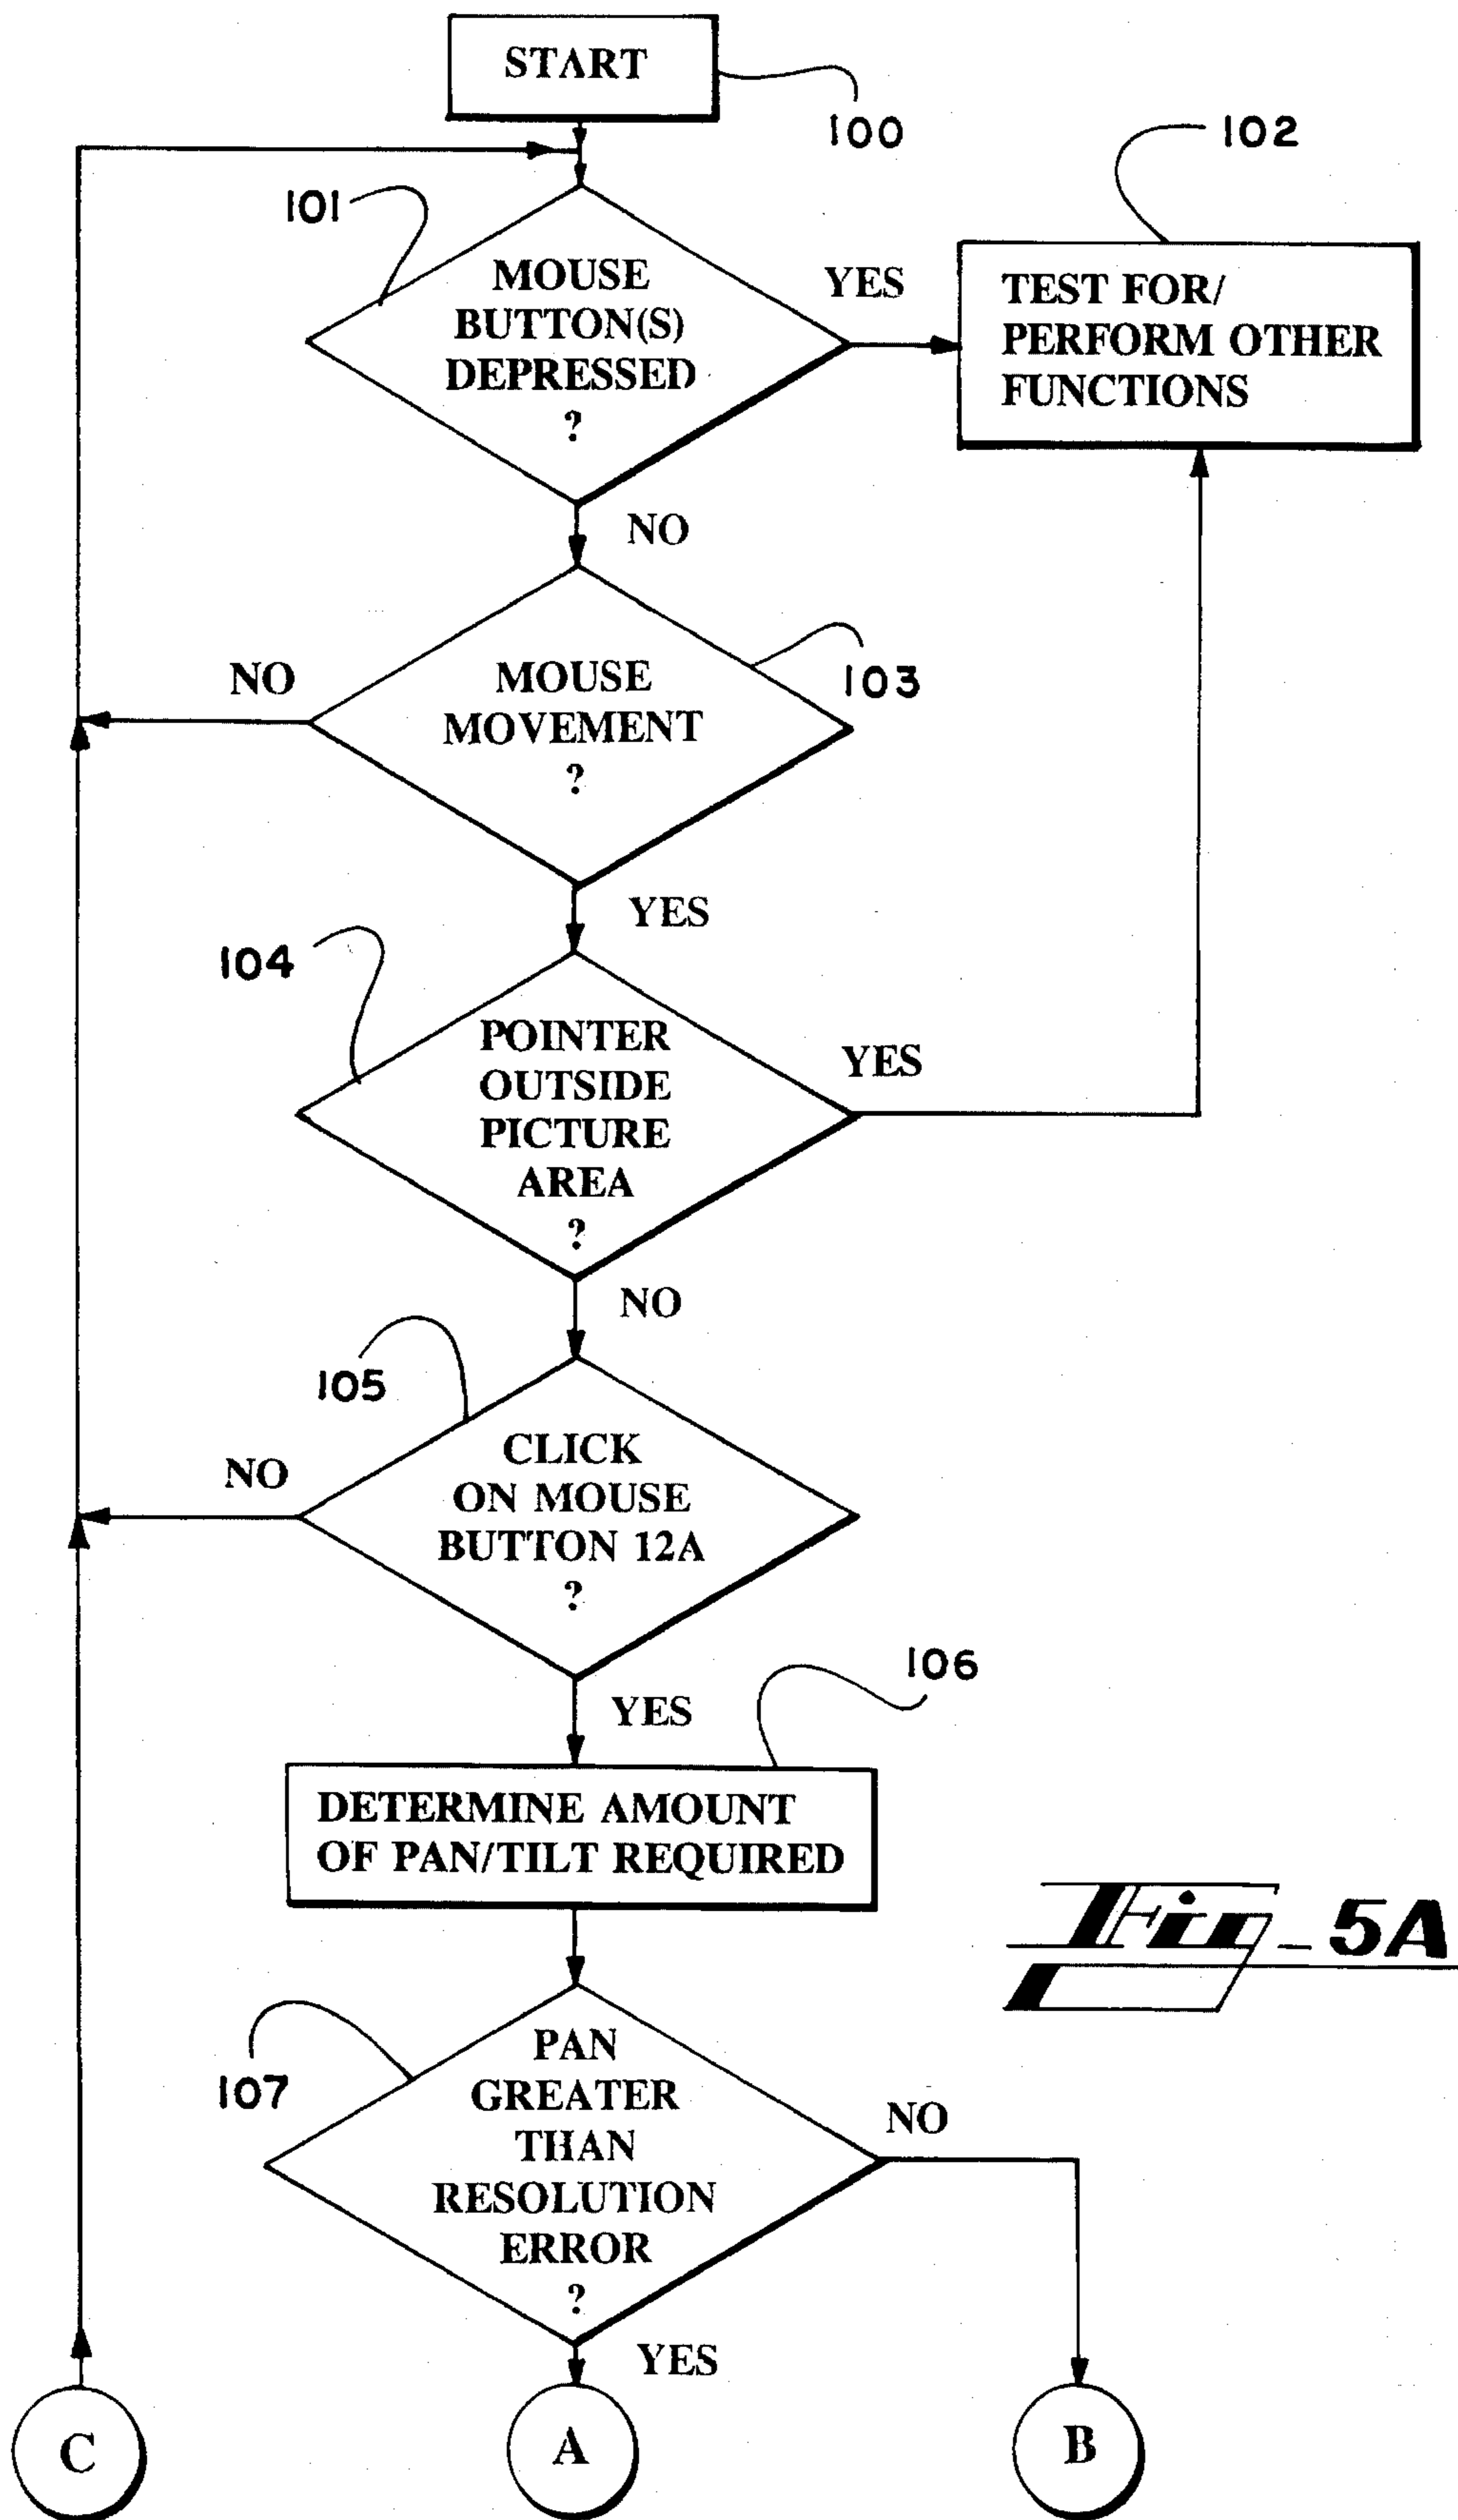 START
100
102
101
MOUSE
BUTTON(S)
DEPRESSED
?
YES
TEST FOR/
PERFORM OTHER
FUNCTIONS
NO
103
NO
MOUSE
MOVEMENT
?
YES
104
POINTER
OUTSIDE
PICTURE
AREA
?
YES
NO
105
NO
CLICK
ON MOUSE
BUTTON 12A
?
YES
106
DETERMINE AMOUNT
OF PAN/TILT REQUIRED
Fig_5A
107
PAN
GREATER
THAN
RESOLUTION
ERROR
?
NO
YES
C
A
B